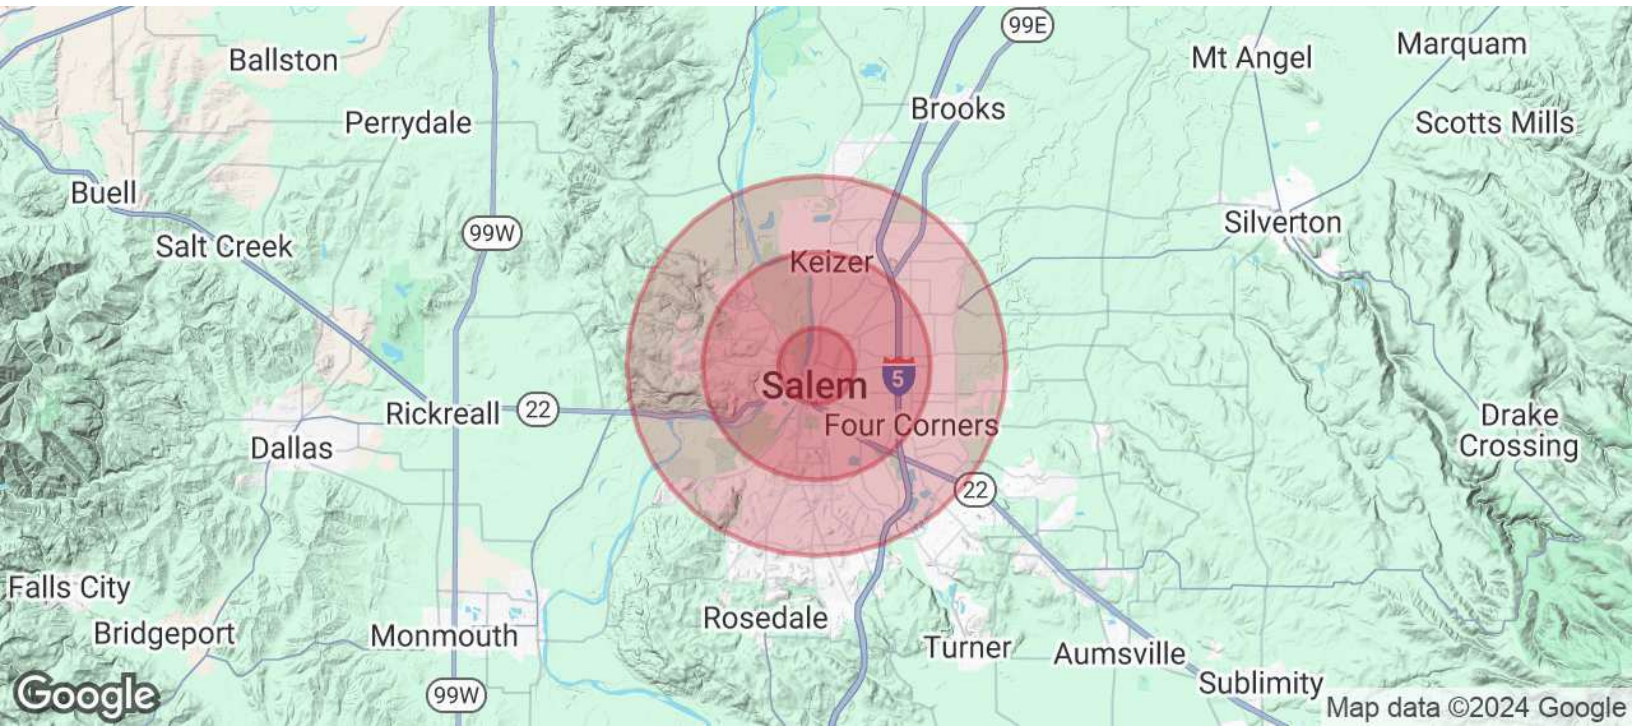 99E
Marquam
Ballston
Mt Angel
Brooks
Perrydale
Scotts Mills
Buell
Silverton
99W
Salt Creek
Keizer
Salem
5
Rickreall
22
Four Corners
Drake
Crossing
Dallas
22
Falls City
Rosedale
Bridgeport
Monmouth
Turner
Aumsville
Sublimity
99W
Google
Map data ©2024 Google